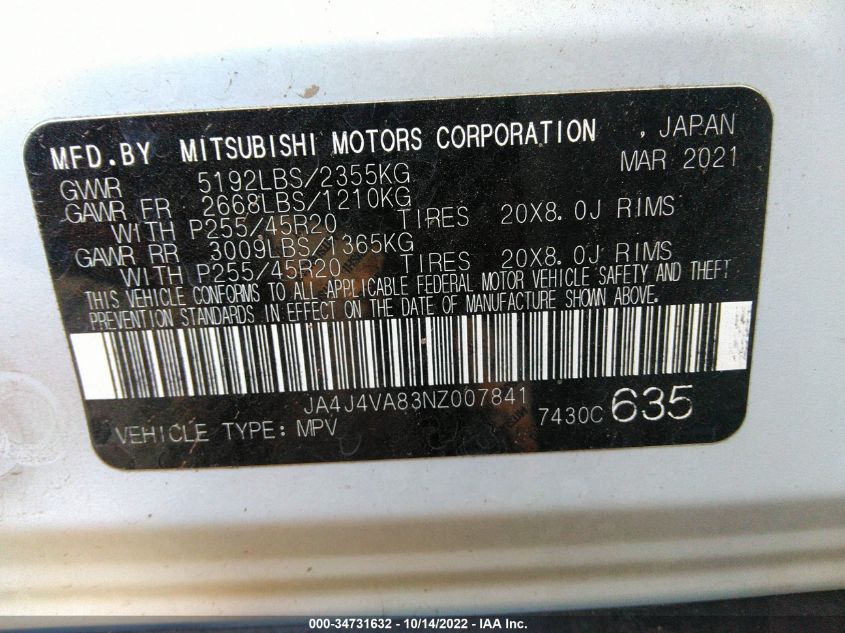 MFD.BY MITSUBISHI MOTORS CORPORATION , JAPAN
MAR 2021
GVWR 5192LBS/2355KG
GAWR FR 2668LBS/1210KG
WITH P255/45R20 TIRES 20X8.0J RIMS
GAWR RR 3009LBS/1365KG
WITH P255/45R20 TIRES 20X8.0J RIMS
THIS VEHICLE CONFORMS TO ALL APPLICABLE FEDERAL MOTOR VEHICLE SAFETY AND THEFT
PREVENTION STANDARDS IN EFFECT ON THE DATE OF MANUFACTURE SHOWN ABOVE.
JA4J4VA83NZ007841
VEHICLE TYPE: MPV 7430C 635
000-34731632 - 10/14/2022 - IAA Inc.